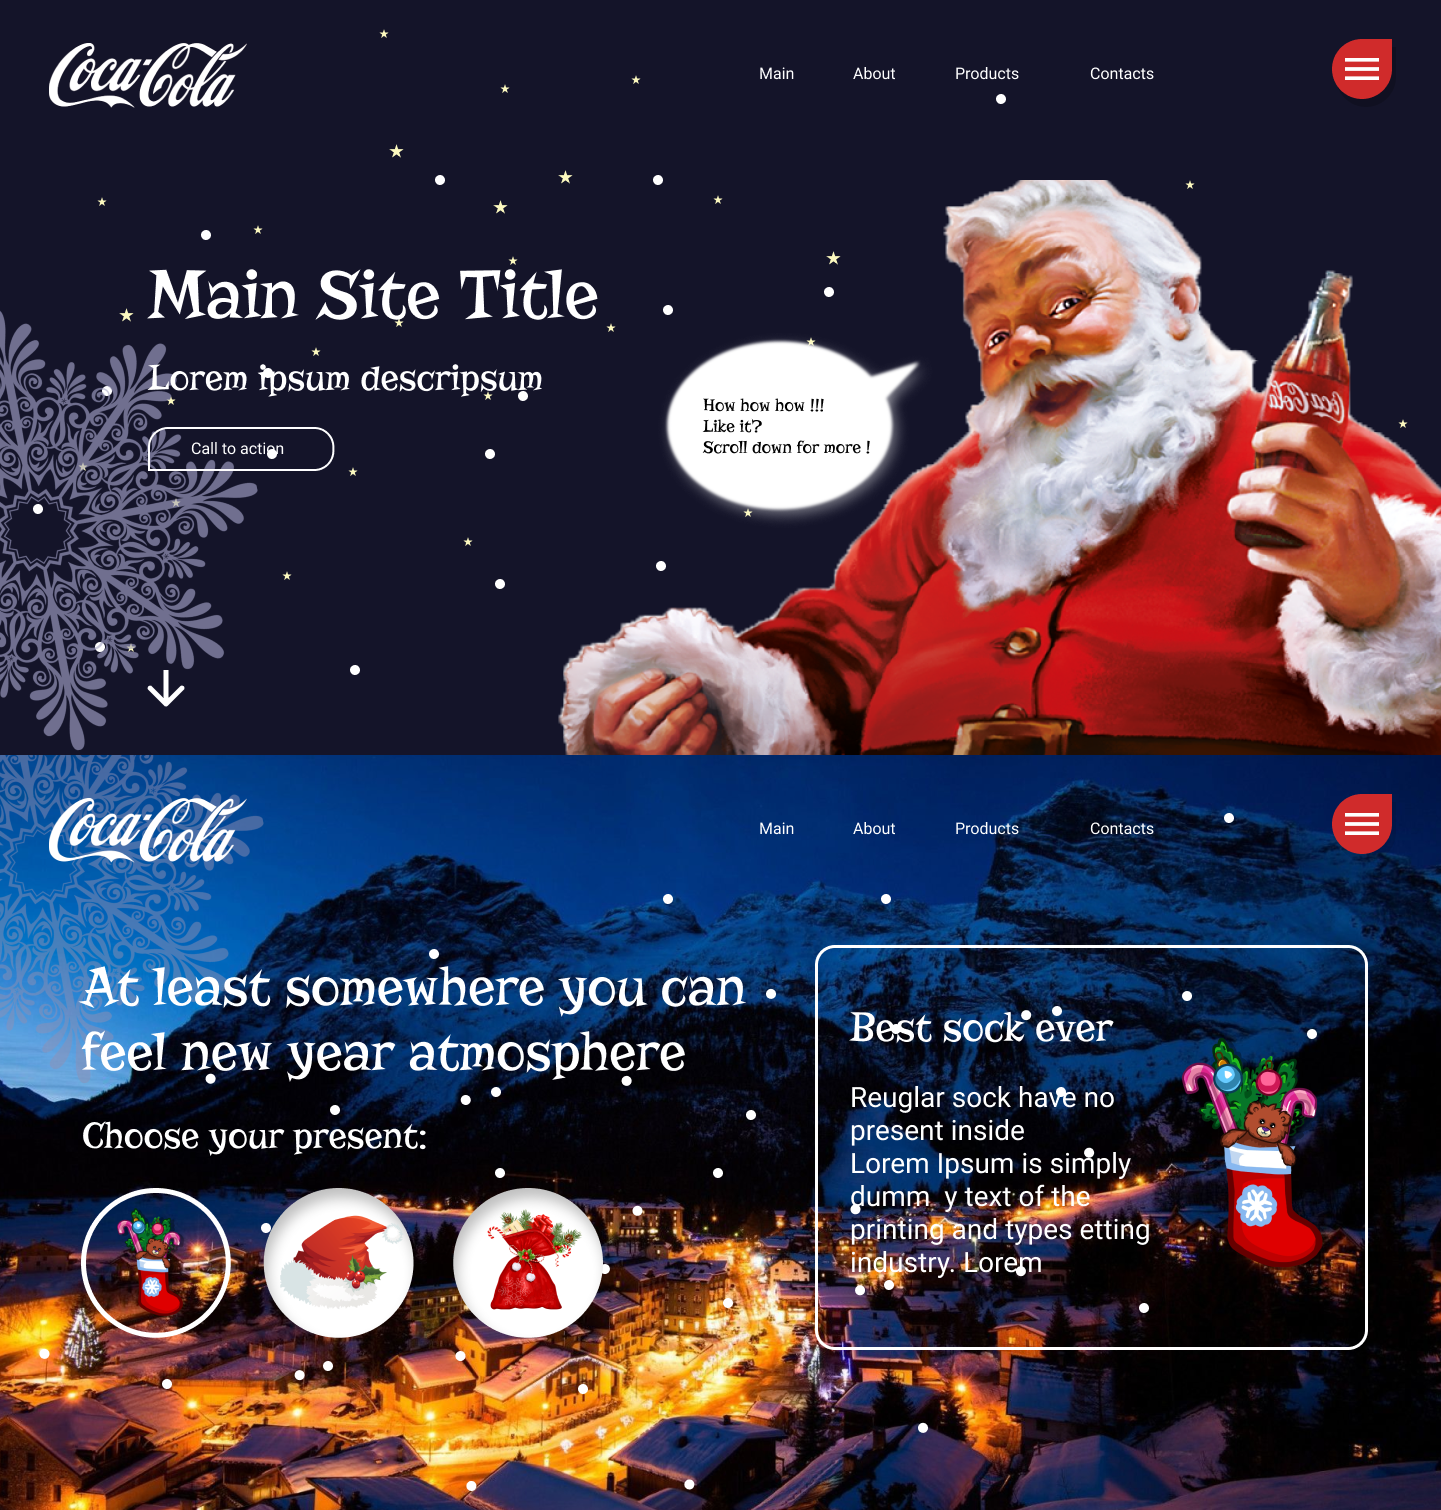 Coca-Cola
Main About Products Contacts
Main Site Title
Lorem ipsum descripsum
Call to action
How how how !!!
Like it?
Scroll down for more !
Coca-Cola
Coca-Cola
Main About Products Contacts
At least somewhere you can
feel new year atmosphere
Choose your present:
Best sock ever
Reuglar sock have no
present inside
Lorem Ipsum is simply
dumm  y text of the
printing and types etting
industry. Lorem